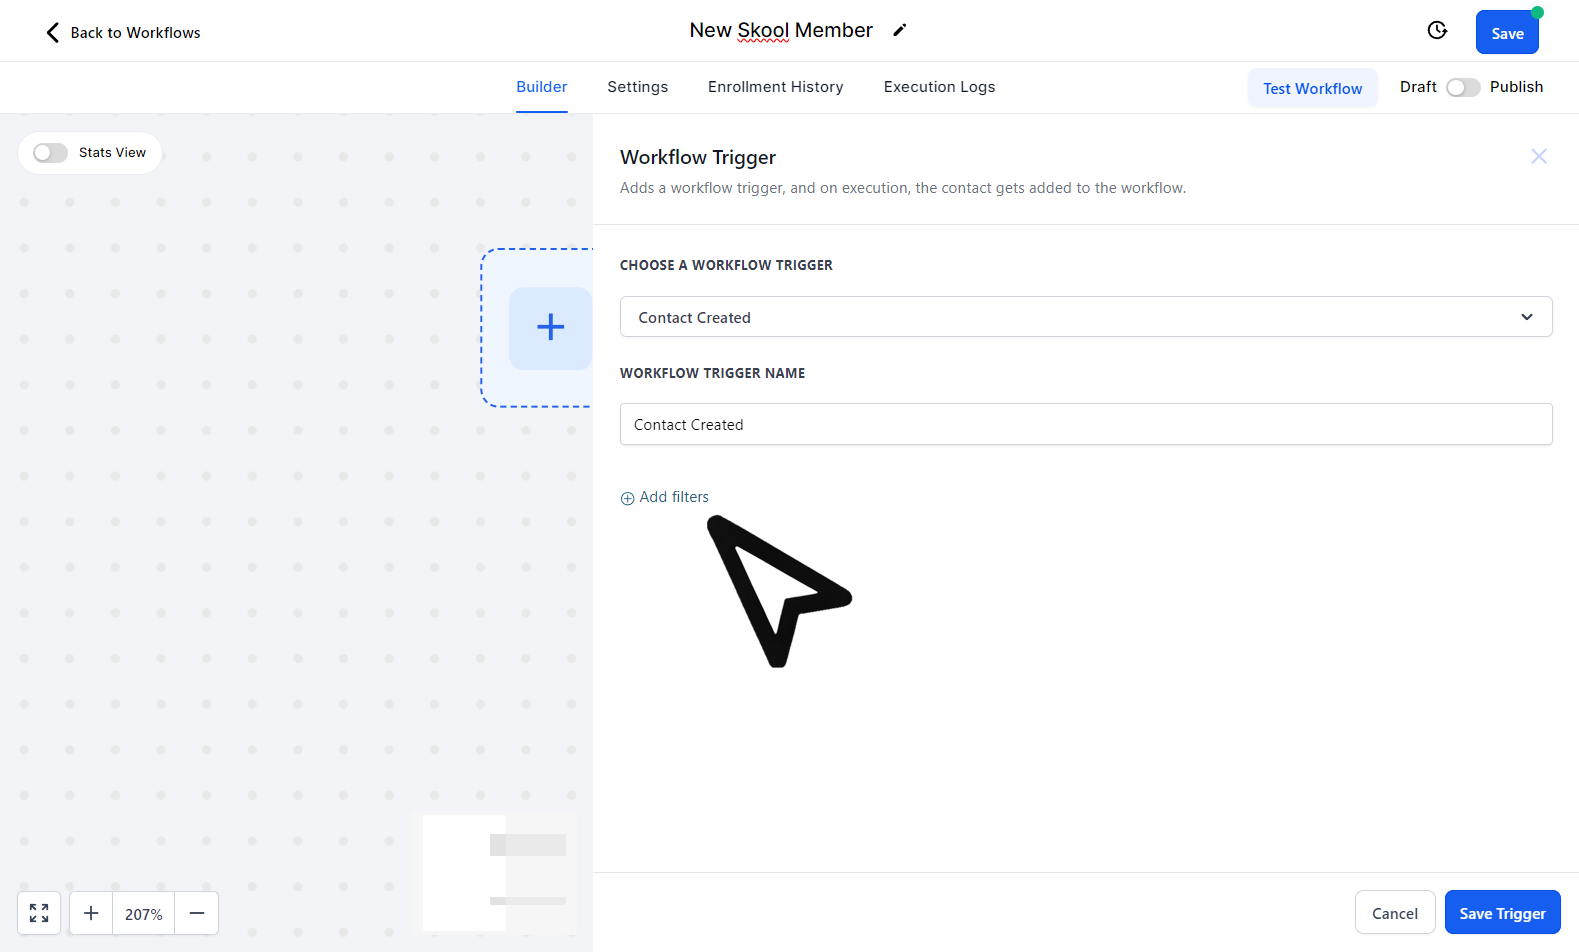 Back to Workflows
New Skool Member
Save
Builder
Settings
Enrollment History
Execution Logs
Test Workflow
Draft
Publish
Stats View
Workflow Trigger
Adds a workflow trigger, and on execution, the contact gets added to the workflow.
CHOOSE A WORKFLOW TRIGGER
Contact Created
WORKFLOW TRIGGER NAME
Contact Created
Add filters
207%
Cancel
Save Trigger